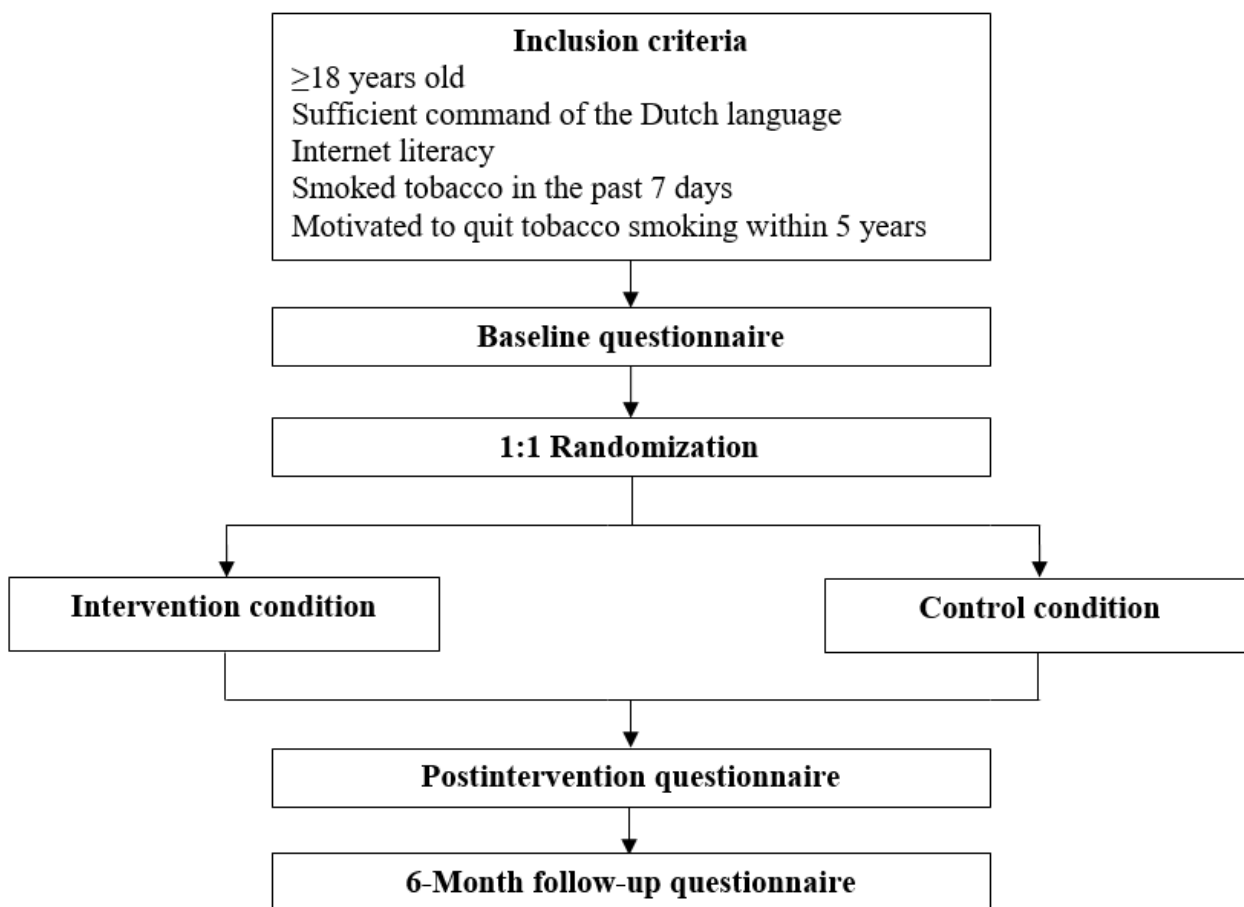 Inclusion criteria
≥18 years old
Sufficient command of the Dutch language
Internet literacy
Smoked tobacco in the past 7 days
Motivated to quit tobacco smoking within 5 years
Baseline questionnaire
1:1 Randomization
Intervention condition
Control condition
Postintervention questionnaire
6-Month follow-up questionnaire